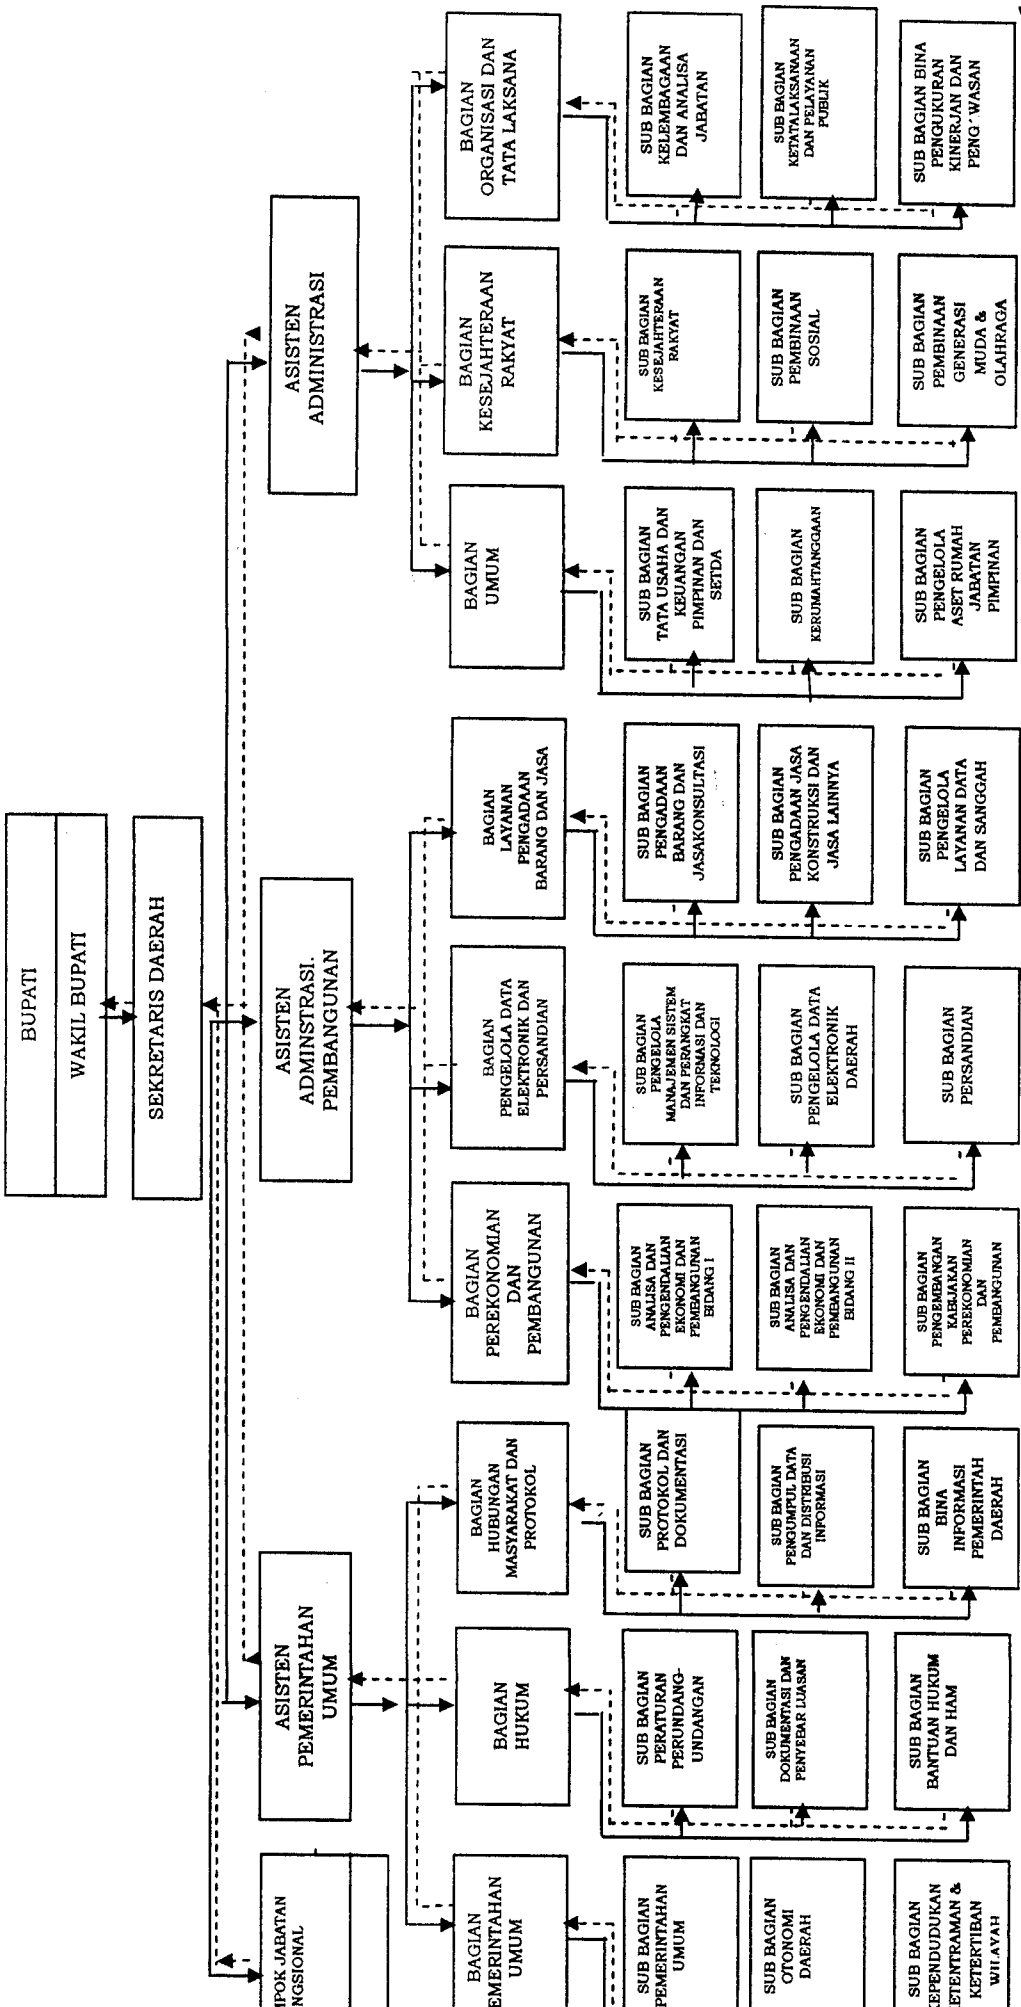 BUPATI
WAKIL BUPATI
SEKRETARIS DAERAH
JABATAN
ASISTEN
PEMERINTAHAN
UMUM
ASISTEN
ADMINSTRASI.
PEMBANGUNAN
ASISTEN
ADMINISTRASI
BAGIAN
EMERINTAHAN
UMUM
BAGIAN
HUKUM
BAGIAN
HUBUNGAN
MASYARAKAT DAN
PROTOKOL
BAGIAN
PEREKONOMIAN
DAN
PEMBANGUNAN
BAGIAN
PENGELOLA DATA
ELEKTRONIK DAN
PERSANDIAN
BAGIAN
LAYANAN
PENGADAAN
BARANG DAN JASA
BAGIAN
UMUM
BAGIAN
KESEJAHTERAAN
RAKYAT
BAGIAN
ORGANISASI DAN
TATA LAKSANA
SUB BAGIAN
PEMERINTAHAN
UMUM
SUB BAGIAN
PERATURAN
PERUNDANG-
UNDANGAN
SUB BAGIAN
PROTOKOL DAN
DOKUMENTASI
SUB BAGIAN
ANALISA DAN
PENGENDALIAN
EKONOMI DAN
PEMBANGUNAN
BIDANG I
SUB BAGIAN
PENGELOLA
MANAJEMEN SISTEM
DAN PERANGKAT
INFORMASI DAN
TEKNOLOGI
SUB BAGIAN
PENGADAAN
BARANG DAN
JASAKONSULTASI
SUB BAGIAN
TATA USAHA DAN
KEUANGAN
PIMPINAN DAN
SETDA
SUB BAGIAN
KESEJAHTERAAN
RAKYAT
SUB BAGIAN
KELEMBAGAAN
DAN ANALISA
JABATAN
SUB BAGIAN
OTONOMI
DAERAH
SUB BAGIAN
DOKUMENTASI DAN
PENYEBAR LUASAN
SUB BAGIAN
PENGUMPUL DATA
DAN DISTRIBUSI
INFORMASI
SUB BAGIAN
ANALISA DAN
PENGENDALIAN
EKONOMI DAN
PEMBANGUNAN
BIDANG II
SUB BAGIAN
PENGELOLA DATA
ELEKTRONIK
DAERAH
SUB BAGIAN
PENGADAAN JASA
KONSTRUKSI DAN
JASA LAINNYA
SUB BAGIAN
KERUMAHTANGGAAN
SUB BAGIAN
PEMBINAAN
SOSIAL
SUB BAGIAN
KETATALAKSANAAN
DAN PELAYANAN
PUBLIK
SUB BAGIAN
EPENDUDUKAN
ETENTRAMAN &
KETERTIBAN
WILAYAH
SUB BAGIAN
BANTUAN HUKUM
DAN HAM
SUB BAGIAN
BINA
INFORMASI
PEMERINTAH
DAERAH
SUB BAGIAN
PENGEMBANGAN
KABIJAKAN
PEREKONOMIAN
DAN
PEMBANGUNAN
SUB BAGIAN
PERSANDIAN
SUB BAGIAN
PENGELOLA
LAYANAN DATA
DAN SANGGAH
SUB BAGIAN
PENGELOLA
ASET RUMAH
JABATAN
PIMPINAN
SUB BAGIAN
PEMBINAAN
GENERASI
MUDA &
OLAHRAGA
SUB BAGIAN BINA
PENGUKURAN
KINERJAN DAN